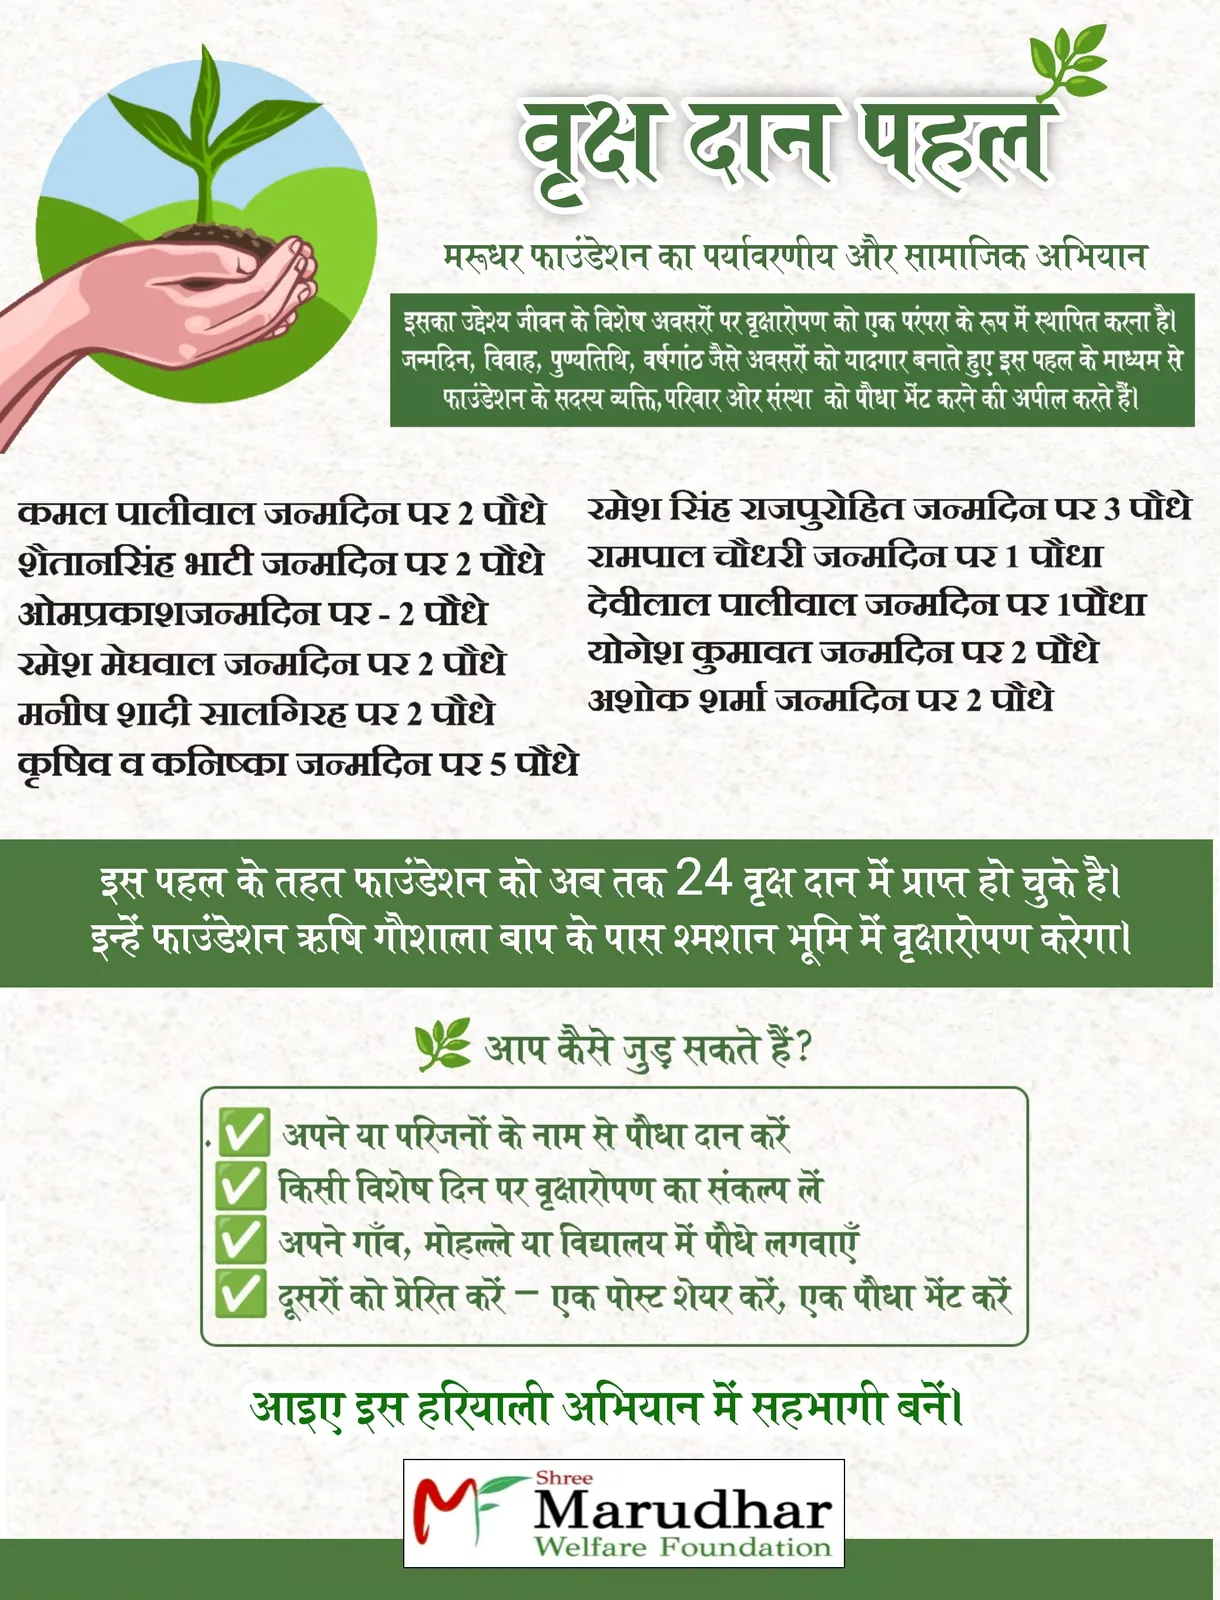 वृक्ष दान पहल
मरूधर फाउंडेशन का पर्यावरणीय और सामाजिक अभियान
इसका उद्देश्य जीवन के विशेष अवसरों पर वृक्षारोपण को एक परंपरा के रूप में स्थापित करना है।
जन्मदिन, विवाह, पुण्यतिथि, वर्षगांठ जैसे अवसरों को यादगार बनाते हुए इस पहल के माध्यम से
फाउंडेशन के सदस्य व्यक्ति,परिवार ओर संस्था को पौधा भेंट करने की अपील करते हैं।
कमल पालीवाल जन्मदिन पर 2 पौधे
शैतानसिंह भाटी जन्मदिन पर 2 पौधे
ओमप्रकाशजन्मदिन पर - 2 पौधे
रमेश मेघवाल जन्मदिन पर 2 पौधे
मनीष शादी सालगिरह पर 2 पौधे
कृषिव व कनिष्का जन्मदिन पर 5 पौधे
रमेश सिंह राजपुरोहित जन्मदिन पर 3 पौधे
रामपाल चौधरी जन्मदिन पर 1 पौधा
देवीलाल पालीवाल जन्मदिन पर 1पौधा
योगेश कुमावत जन्मदिन पर 2 पौधे
अशोक शर्मा जन्मदिन पर 2 पौधे
इस पहल के तहत फाउंडेशन को अब तक 24 वृक्ष दान में प्राप्त हो चुके है।
इन्हें फाउंडेशन ऋषि गौशाला बाप के पास श्मशान भूमि में वृक्षारोपण करेगा।
आप कैसे जुड़ सकते हैं?
अपने या परिजनों के नाम से पौधा दान करें
किसी विशेष दिन पर वृक्षारोपण का संकल्प लें
अपने गाँव, मोहल्ले या विद्यालय में पौधे लगवाएँ
दूसरों को प्रेरित करें – एक पोस्ट शेयर करें, एक पौधा भेंट करें
आइए इस हरियाली अभियान में सहभागी बनें।
Shree
Marudhar
Welfare Foundation